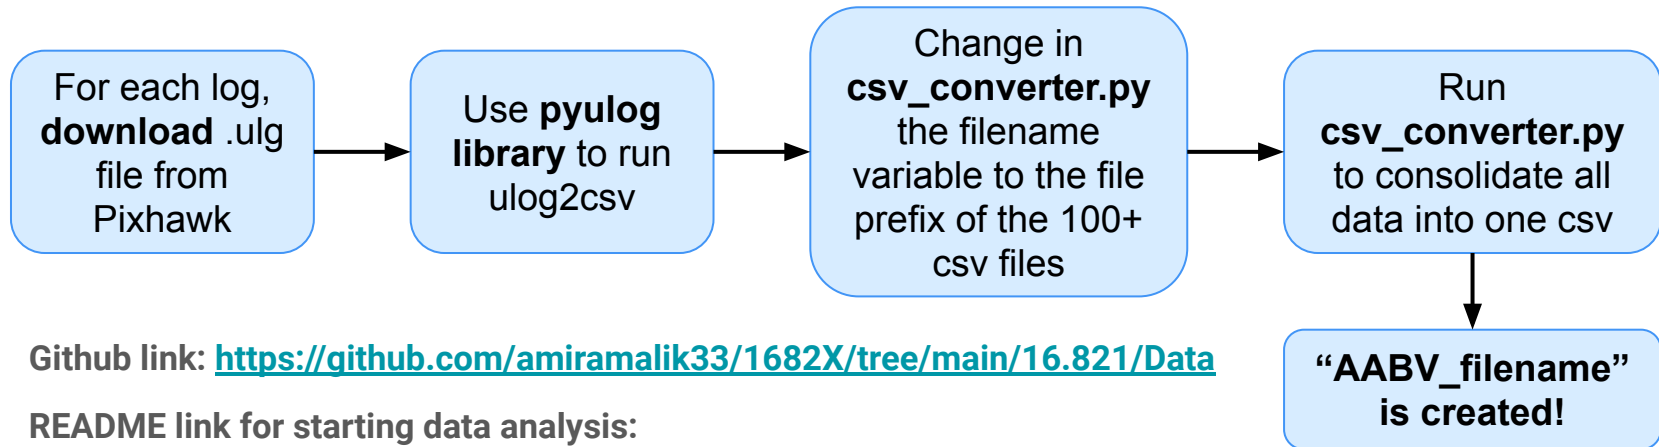 For each log,
download .ulg
file from
Pixhawk
Use pyulog
library to run
ulog2csv
Change in
csv_converter.py
the filename
variable to the file
prefix of the 100+
csv files
Run
csv_converter.py
to consolidate all
data into one csv
“AABV_filename”
is created!
Github link: https://github.com/amiramalik33/1682X/tree/main/16.821/Data
README link for starting data analysis: